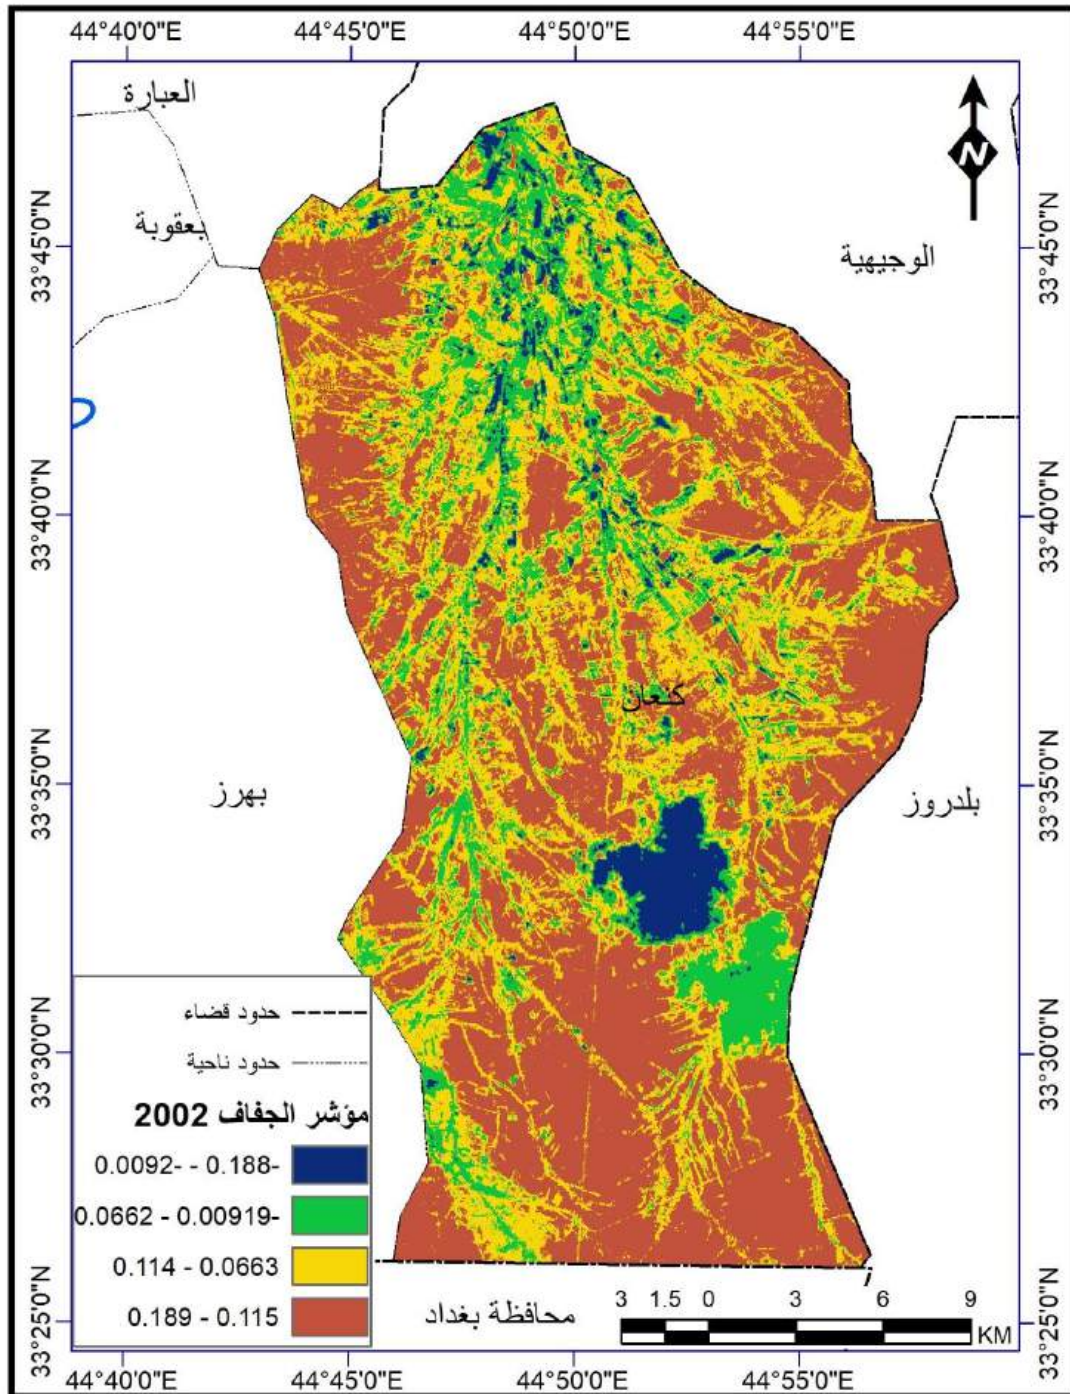 44°40'0"E 44°45'0"E 44°50'0"E 44°55'0"E
العبارة
N
بعقوبة
الوجيهية
33°45'0"N 33°45'0"N
33°40'0"N 33°40'0"N
كنعان
33°35'0"N 33°35'0"N
بهرز
بلدروز
حدود قضاء
حدود ناحية
33°30'0"N 33°30'0"N
مؤشر الجفاف 2002
0.0092- - 0.188-
0.0662 - 0.00919-
0.114 - 0.0663
0.189 - 0.115
محافظة بغداد
3 1.5 0 3 6 9
KM
33°25'0"N 33°25'0"N
44°40'0"E 44°45'0"E 44°50'0"E 44°55'0"E